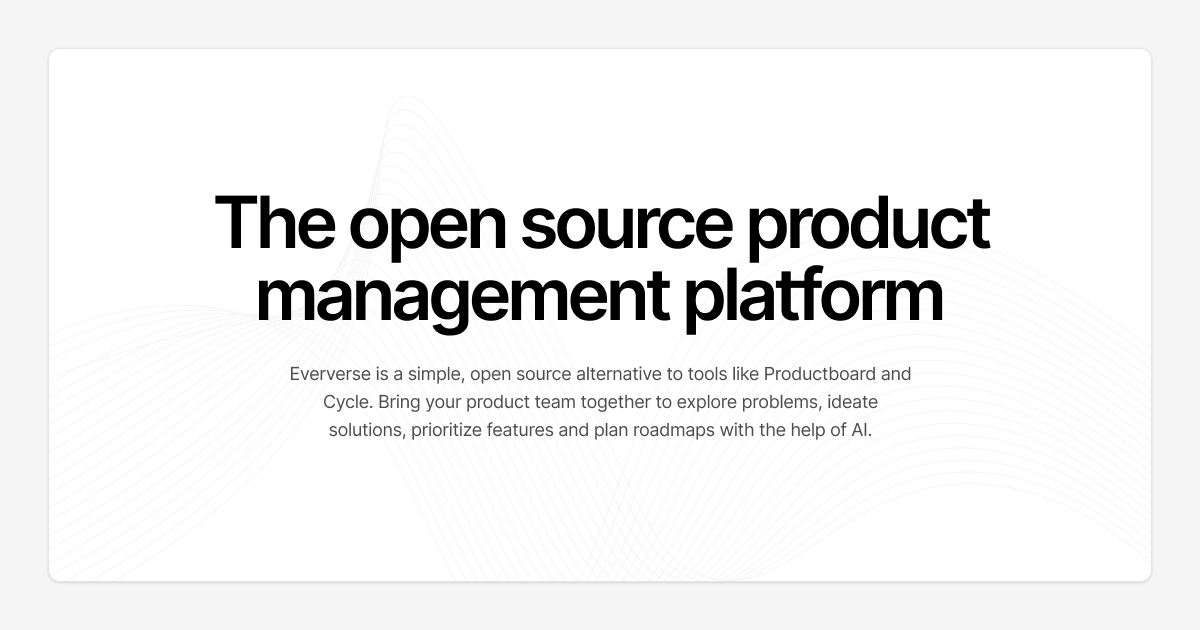 The open source product
management platform
Eververse is a simple, open source alternative to tools like Productboard and
Cycle. Bring your product team together to explore problems, ideate
solutions, prioritize features and plan roadmaps with the help of AI.